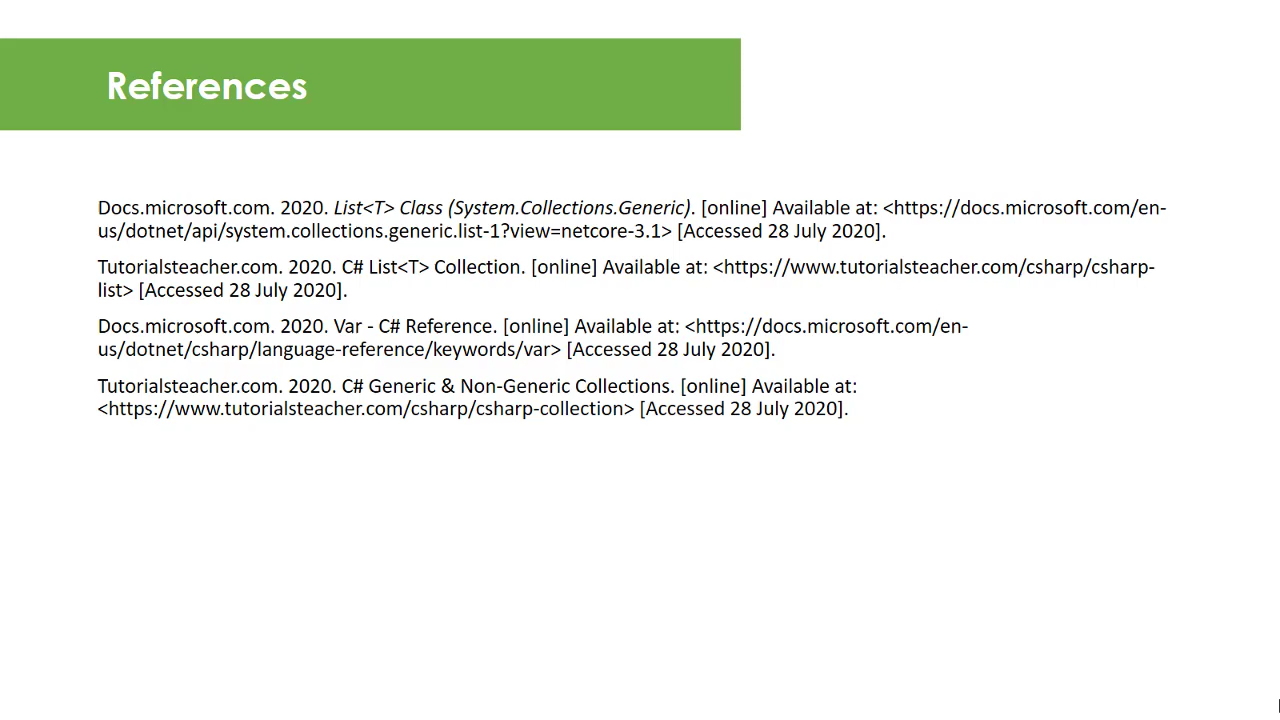 References
Docs.microsoft.com. 2020. List<T> Class (System.Collections.Generic). [online] Available at: <https://docs.microsoft.com/en-
us/dotnet/api/system.collections.generic.list-1?view=netcore-3.1> [Accessed 28 July 2020].
Tutorialsteacher.com. 2020. C# List<T> Collection. [online] Available at: <https://www.tutorialsteacher.com/csharp/csharp-
list> [Accessed 28 July 2020].
Docs.microsoft.com. 2020. Var - C# Reference. [online] Available at: <https://docs.microsoft.com/en-
us/dotnet/csharp/language-reference/keywords/var> [Accessed 28 July 2020].
Tutorialsteacher.com. 2020. C# Generic & Non-Generic Collections. [online] Available at:
<https://www.tutorialsteacher.com/csharp/csharp-collection> [Accessed 28 July 2020].